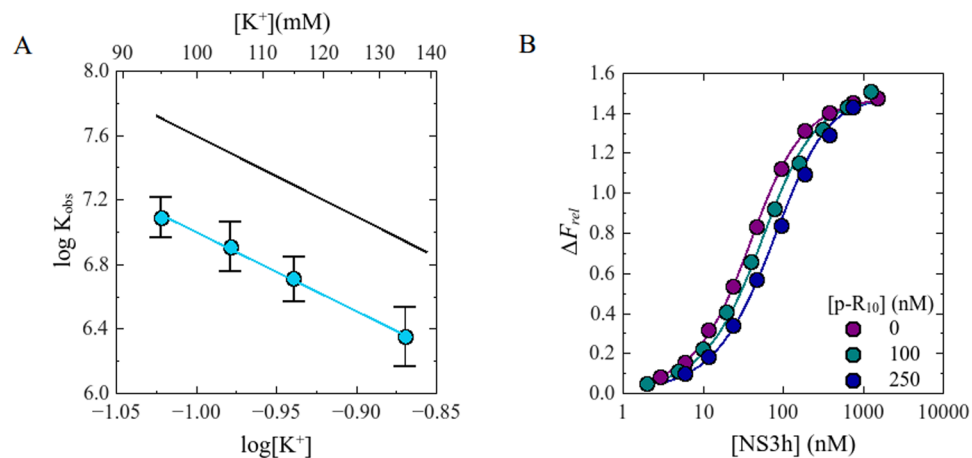 A
[K⁺](mM)
90 100 110 120 130 140
8.0
7.6
7.2
6.8
6.4
6.0
log K_obs
−1.05 −1.00 −0.95 −0.90 −0.85
log[K⁺]
B
1.6
1.4
1.2
1.0
0.8
0.6
0.4
0.2
0.0
ΔF_rel
[p-R₁₀] (nM)
0
100
250
1 10 100 1000 10000
[NS3h] (nM)